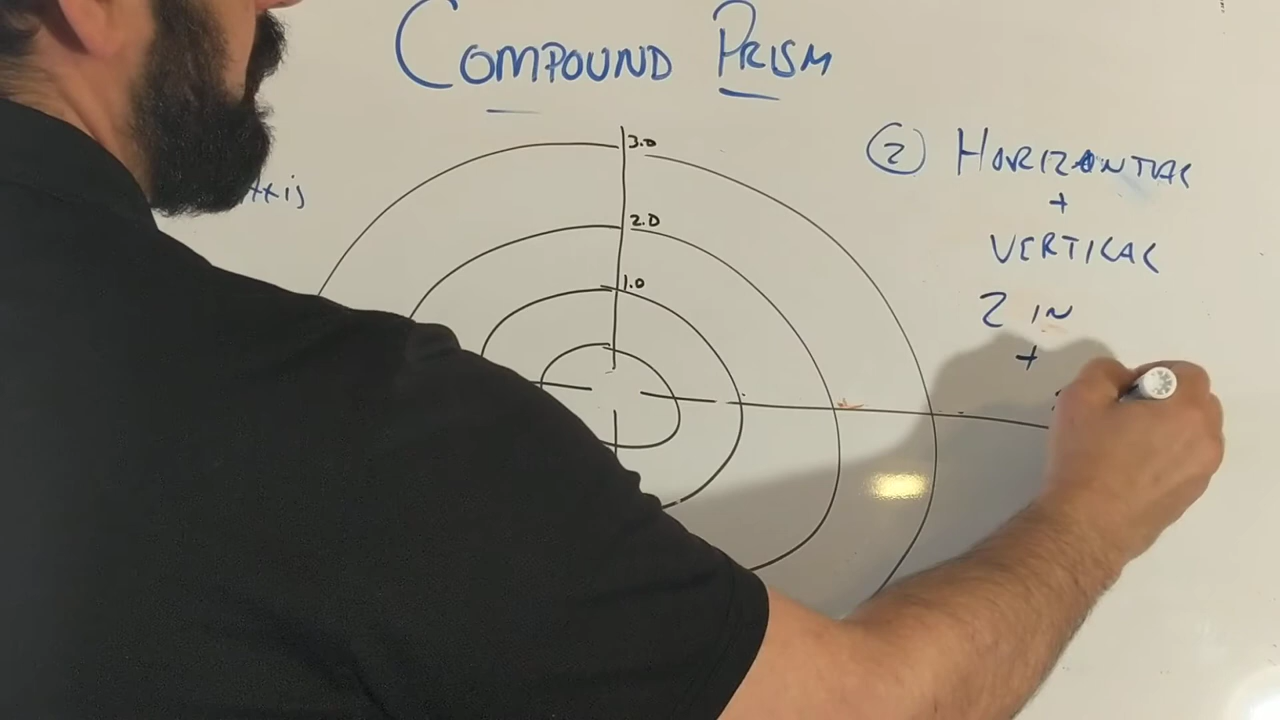 COMPOUND PRISM
3.0
② HORIZONTAL
+
VERTICAL
2.0
2 IN
+
1.0